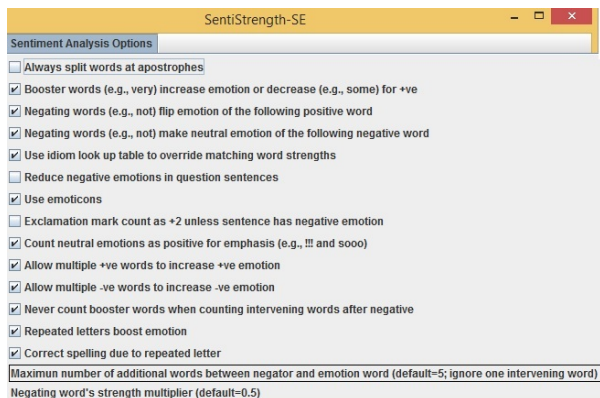 SentiStrength-SE
Sentiment Analysis Options
Always split words at apostrophes
Booster words (e.g., very) increase emotion or decrease (e.g., some) for +ve
Negating words (e.g., not) flip emotion of the following positive word
Negating words (e.g., not) make neutral emotion of the following negative word
Use idiom look up table to override matching word strengths
Reduce negative emotions in question sentences
Use emoticons
Exclamation mark count as +2 unless sentence has negative emotion
Count neutral emotions as positive for emphasis (e.g., !!! and sooo)
Allow multiple +ve words to increase +ve emotion
Allow multiple -ve words to increase -ve emotion
Never count booster words when counting intervening words after negative
Repeated letters boost emotion
Correct spelling due to repeated letter
Maximun number of additional words between negator and emotion word (default=5; ignore one intervening word)
Negating word's strength multiplier (default=0.5)